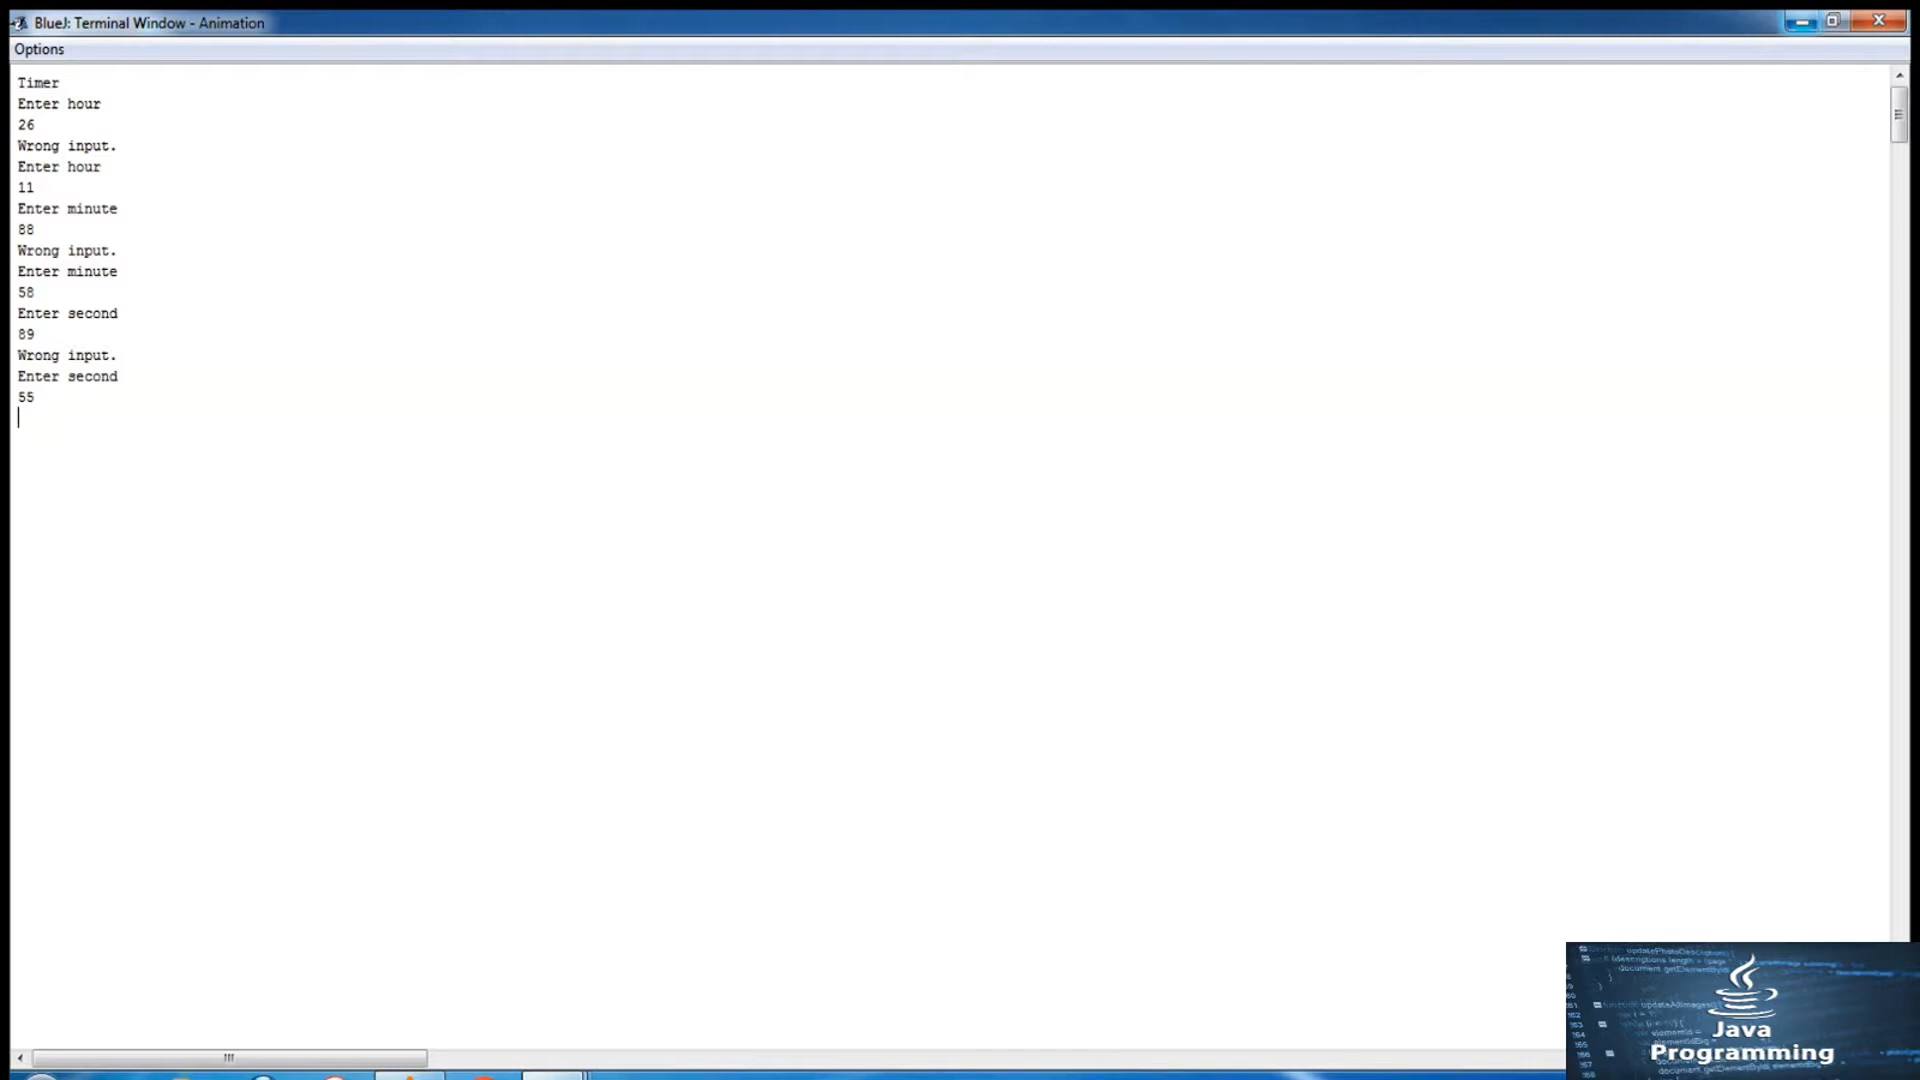 BlueJ: Terminal Window - Animation
Options
Timer
Enter hour
26
Wrong input.
Enter hour
11
Enter minute
88
Wrong input.
Enter minute
58
Enter second
89
Wrong input.
Enter second
55
Java
Programming